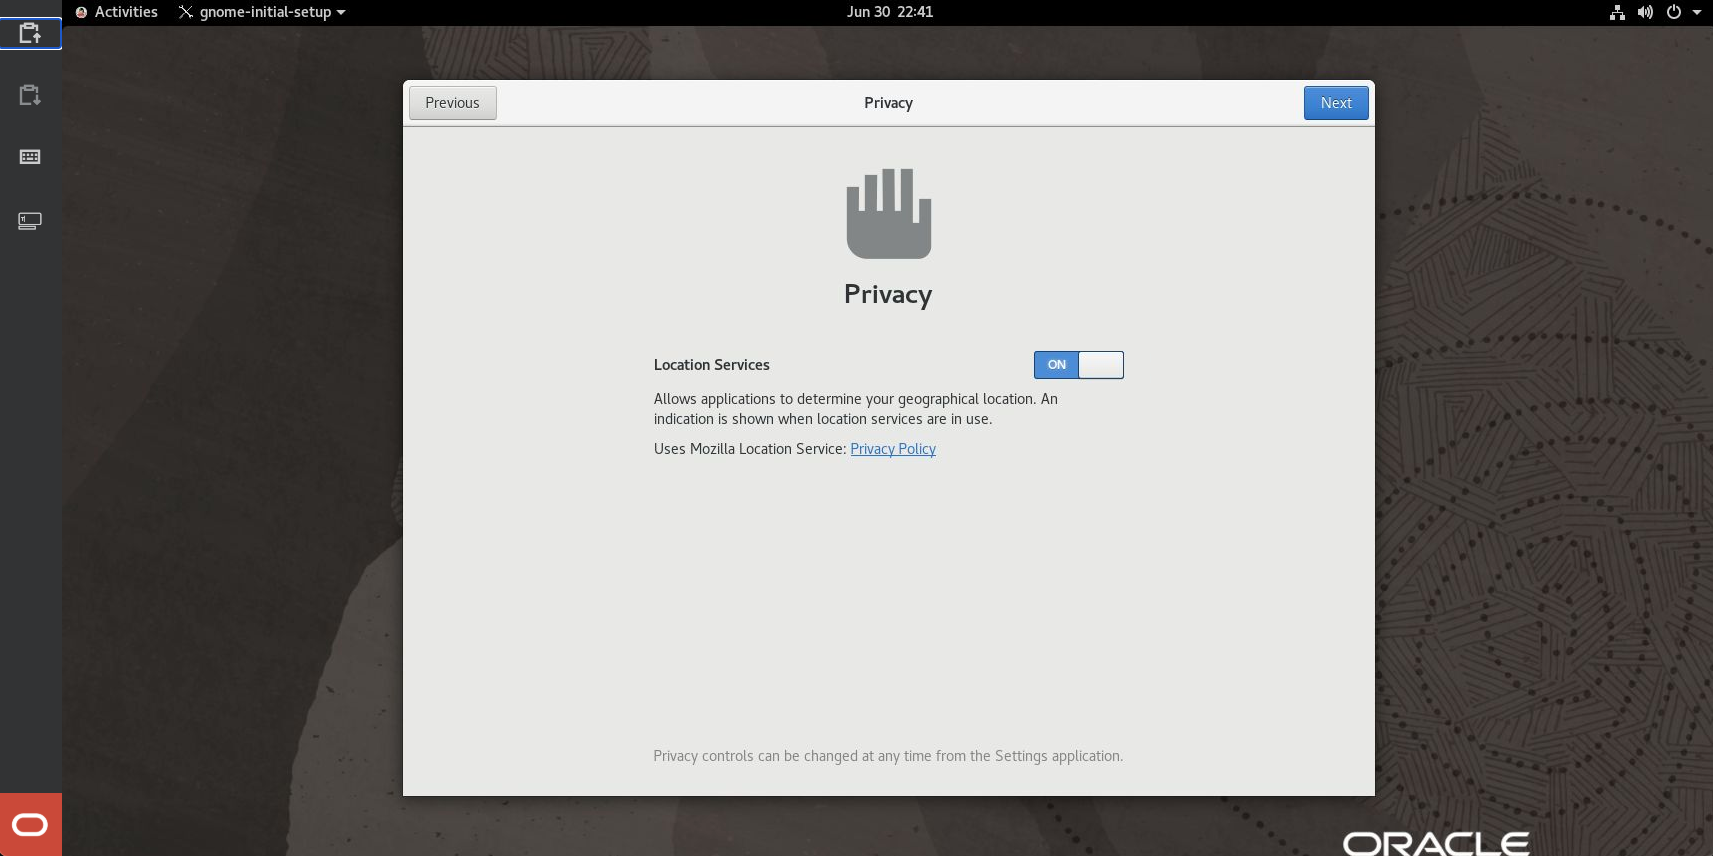 Activities gnome-initial-setup Jun 30 22:41
Previous Privacy Next
Privacy
Location Services ON
Allows applications to determine your geographical location. An
indication is shown when location services are in use.
Uses Mozilla Location Service: Privacy Policy
Privacy controls can be changed at any time from the Settings application.
ORACLE